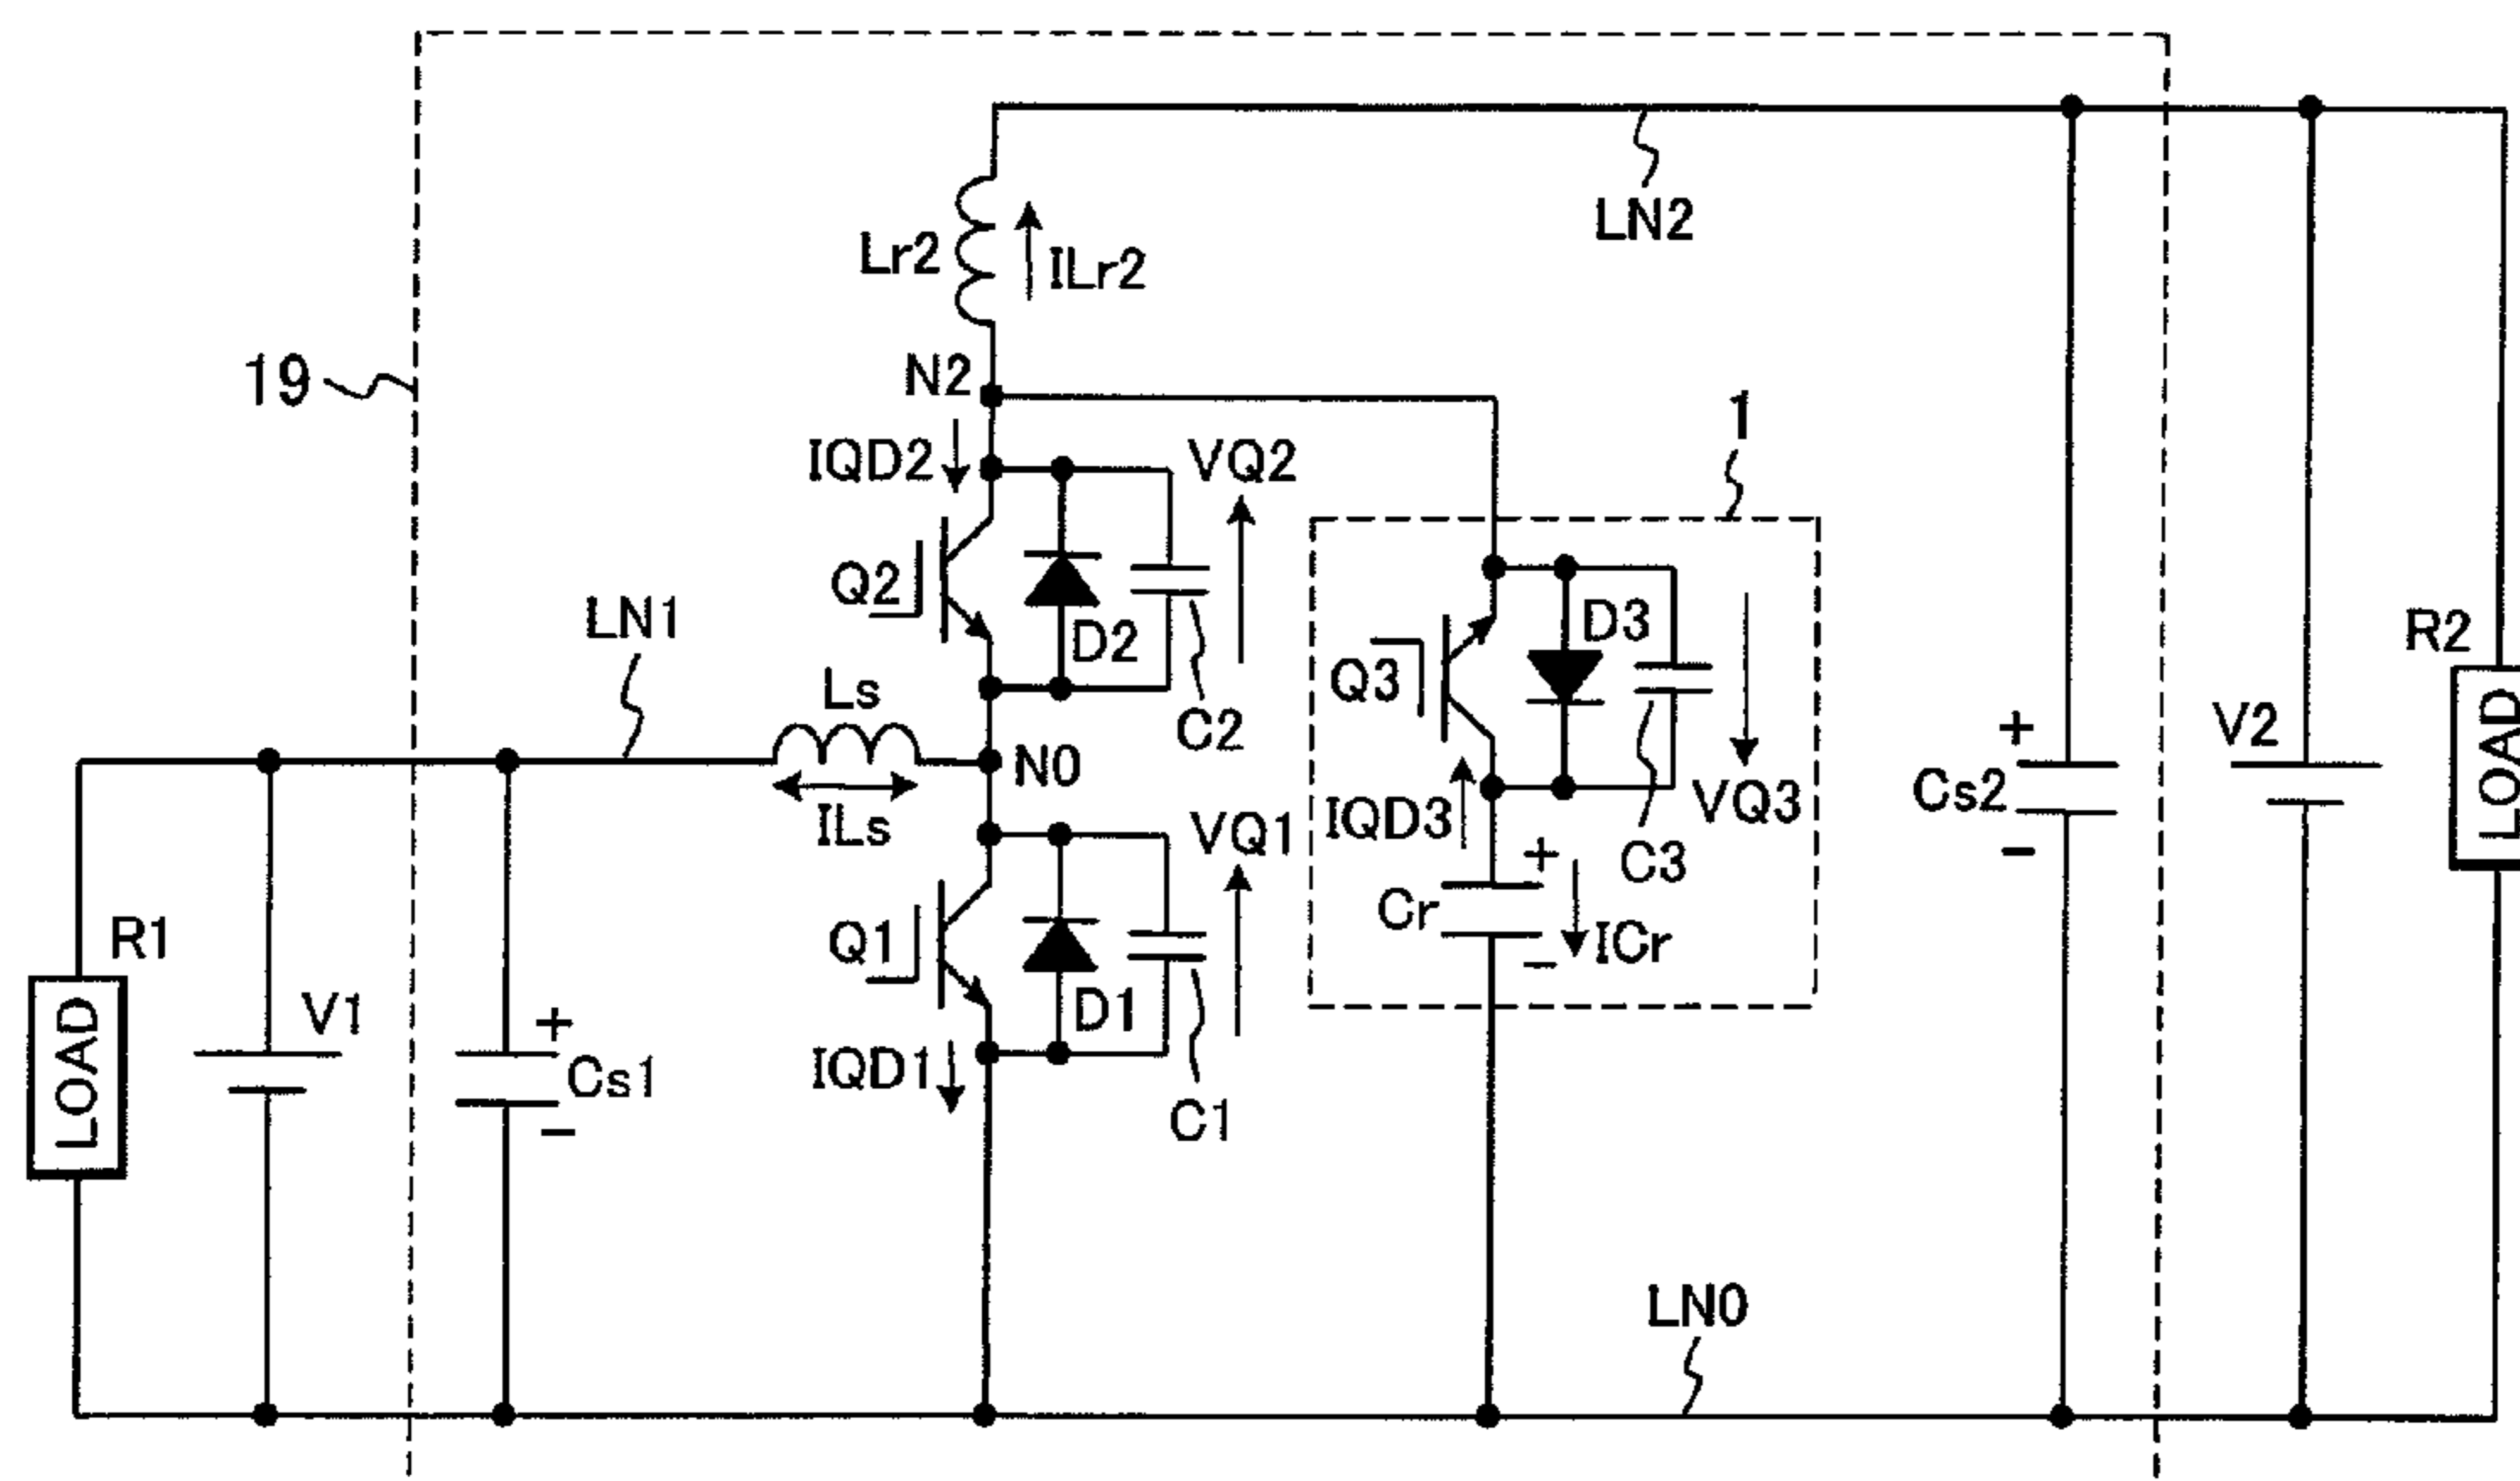 LN2
Lr2
ILr2
19
N2
1
IQD2
VQ2
Q2
D2
LN1
D3
R2
Q3
Ls
C2
LOAD
V2
N0
+
Cs2
ILs
IQD3
VQ3
VQ1
+
−
C3
Cr
R1
Q1
ICr
−
LOAD
V1
D1
+
IQD1
Cs1
C1
−
LN0